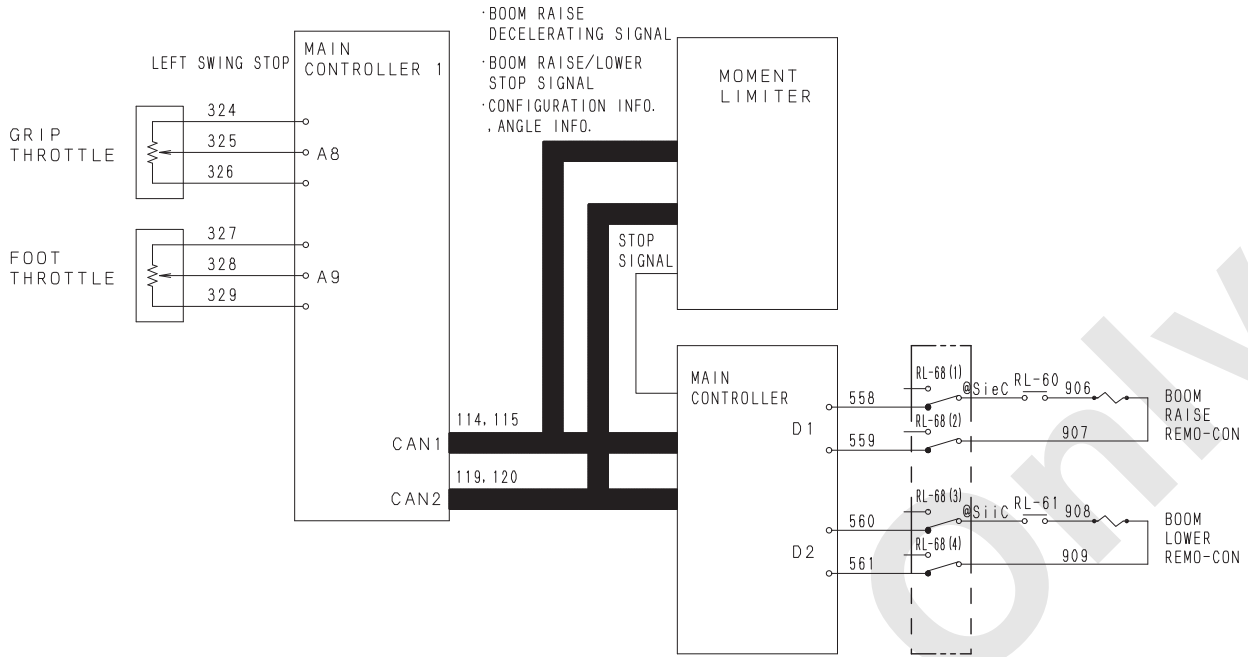 ·BOOM RAISE
DECELERATING SIGNAL
·BOOM RAISE/LOWER
STOP SIGNAL
·CONFIGURATION INFO.
, ANGLE INFO.
LEFT SWING STOP
MAIN
CONTROLLER 1
MOMENT
LIMITER
GRIP
THROTTLE
324
325
326
A8
FOOT
THROTTLE
327
328
329
A9
STOP
SIGNAL
114, 115
CAN1
119, 120
CAN2
MAIN
CONTROLLER
D1
558
559
RL-68(1)
@SieC
RL-60
906
RL-68(2)
907
BOOM
RAISE
REMO-CON
D2
560
561
RL-68(3)
@SiiC
RL-61
908
RL-68(4)
909
BOOM
LOWER
REMO-CON
Only